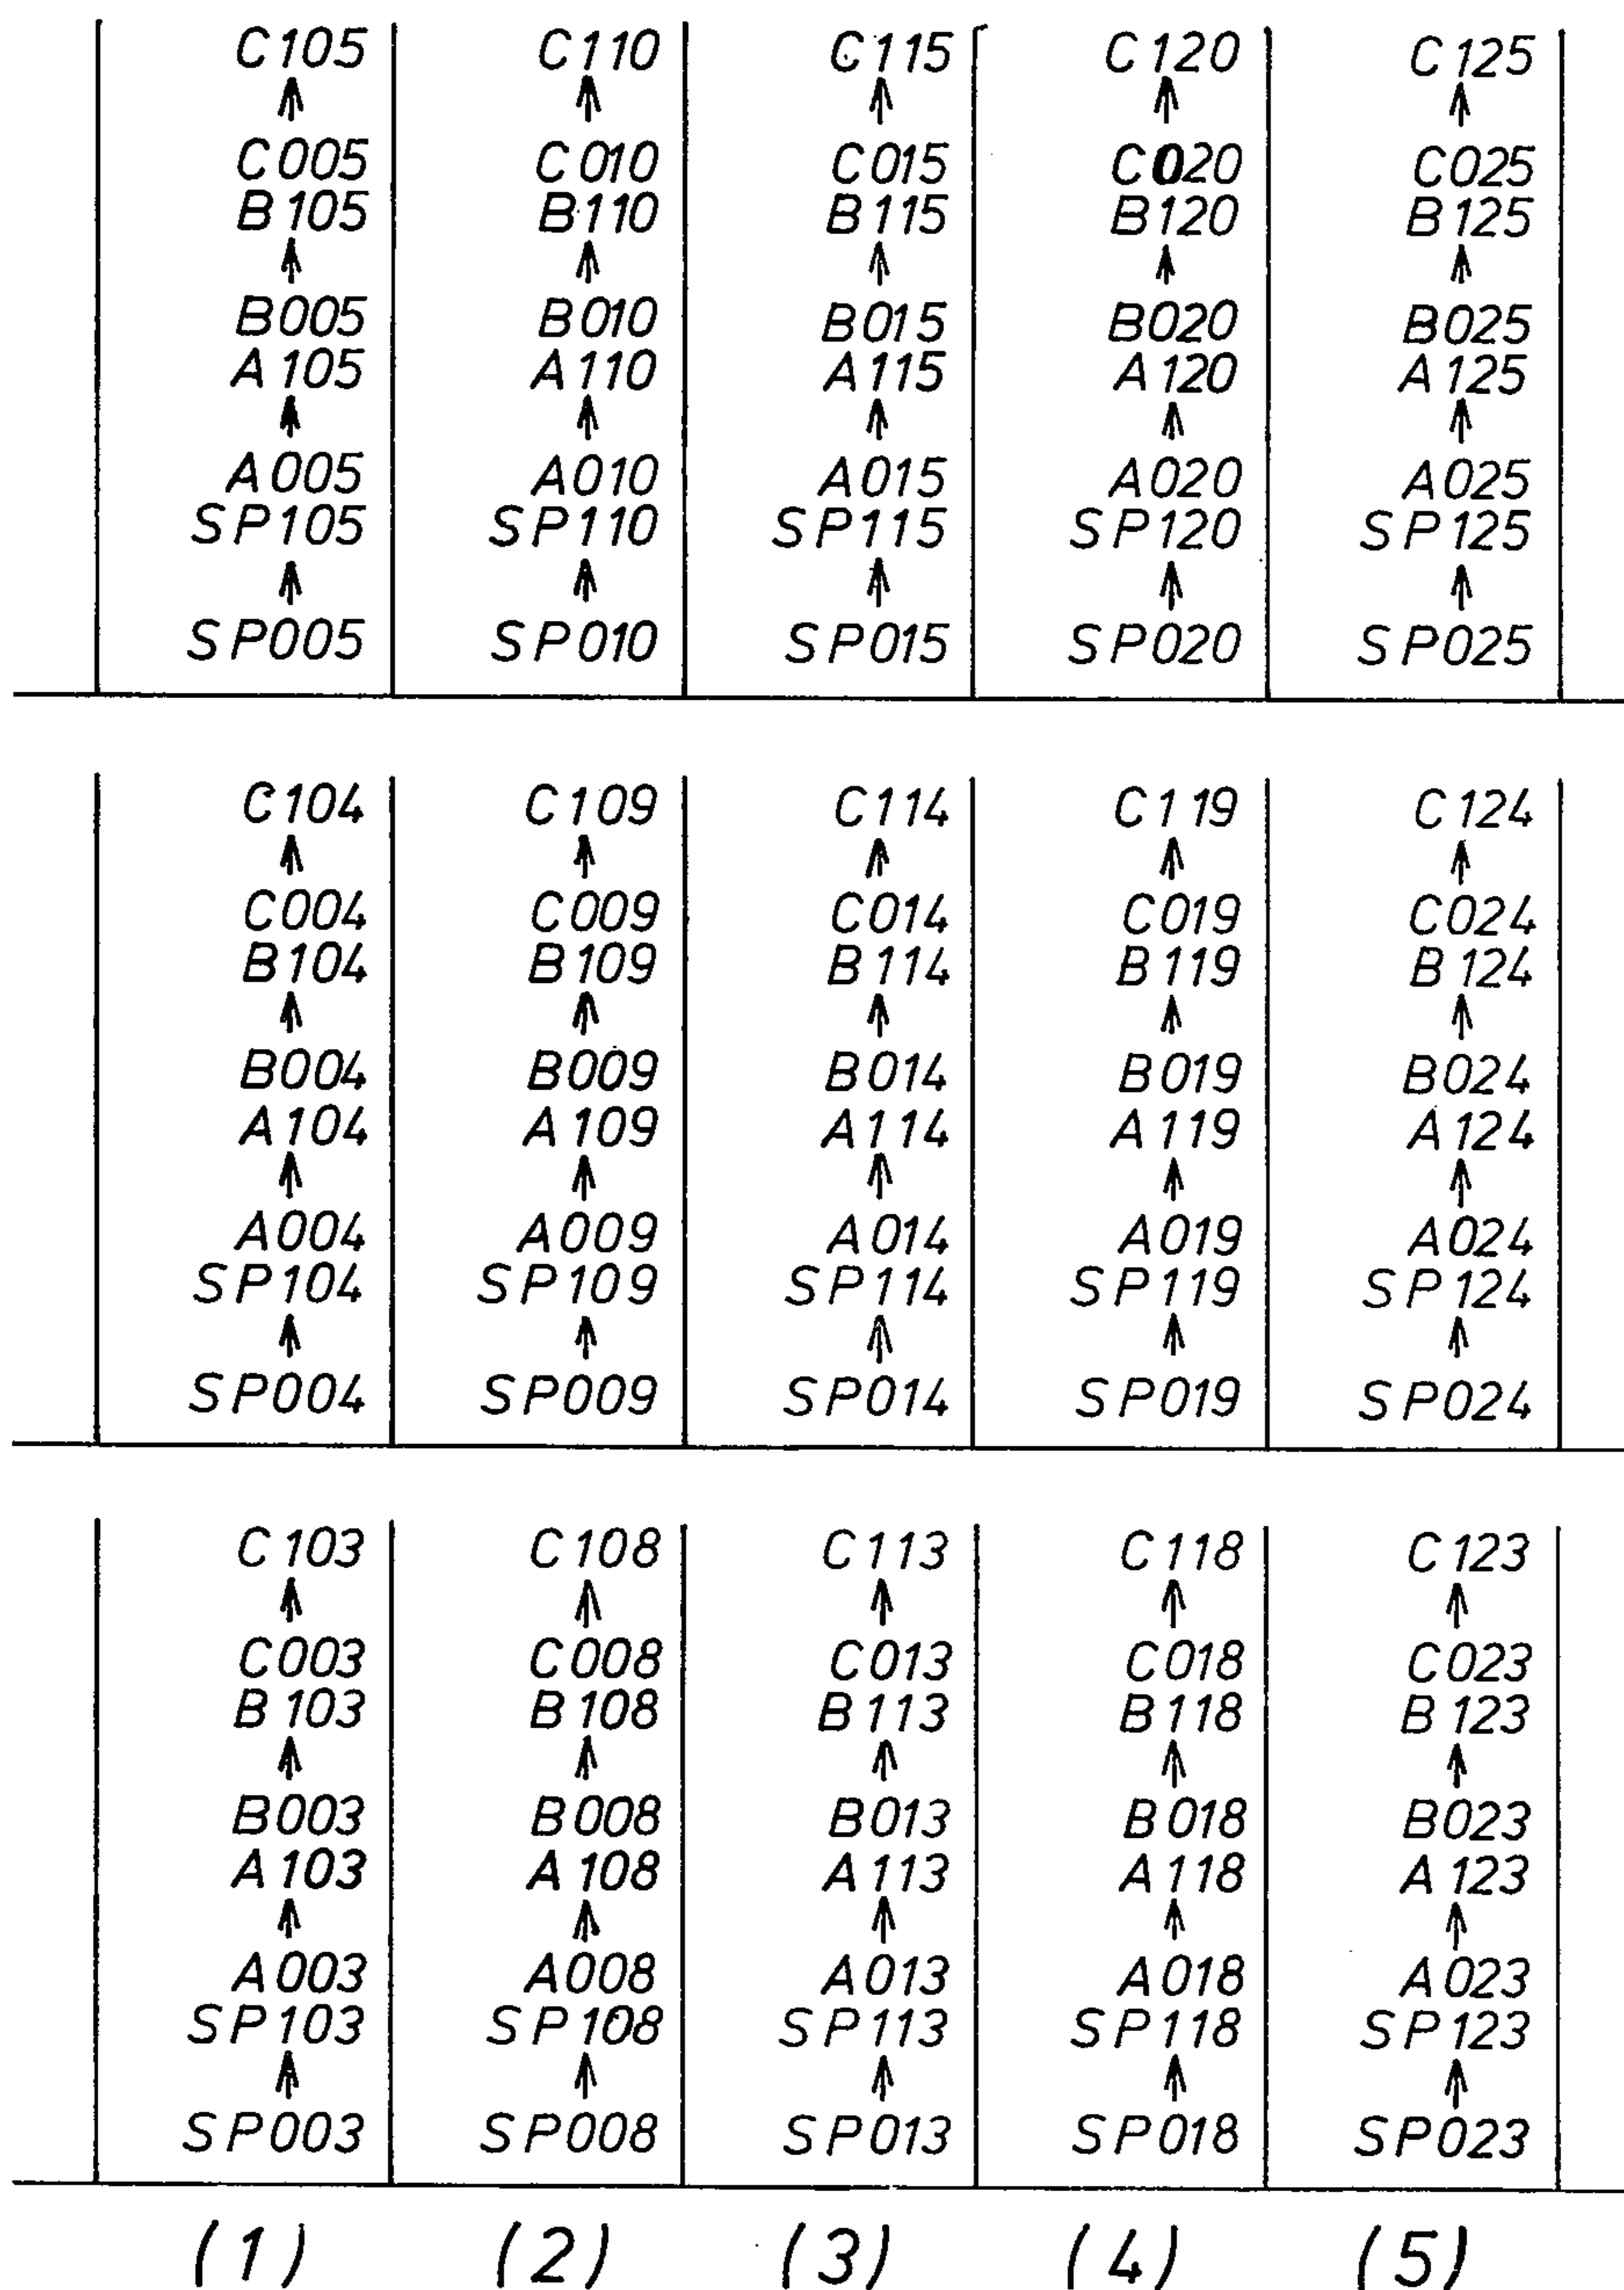 C105 C110 C115 C120 C125
C005 C010 C015 C020 C025
B105 B110 B115 B120 B125
B005 B010 B015 B020 B025
A105 A110 A115 A120 A125
A005 A010 A015 A020 A025
SP105 SP110 SP115 SP120 SP125
SP005 SP010 SP015 SP020 SP025
C104 C109 C114 C119 C124
C004 C009 C014 C019 C024
B104 B109 B114 B119 B124
B004 B009 B014 B019 B024
A104 A109 A114 A119 A124
A004 A009 A014 A019 A024
SP104 SP109 SP114 SP119 SP124
SP004 SP009 SP014 SP019 SP024
C103 C108 C113 C118 C123
C003 C008 C013 C018 C023
B103 B108 B113 B118 B123
B003 B008 B013 B018 B023
A103 A108 A113 A118 A123
A003 A008 A013 A018 A023
SP103 SP108 SP113 SP118 SP123
SP003 SP008 SP013 SP018 SP023
(1) (2) (3) (4) (5)